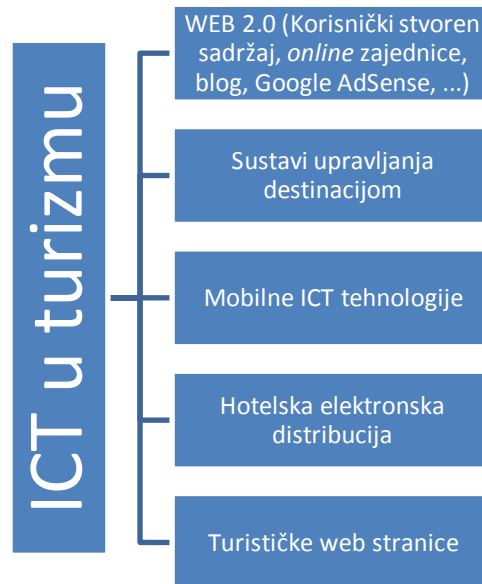 ICT u turizmu
WEB 2.0 (Korisnički stvoren
sadržaj, online zajednice,
blog, Google AdSense, ...)
Sustavi upravljanja
destinacijom
Mobilne ICT tehnologije
Hotelska elektronska
distribucija
Turističke web stranice